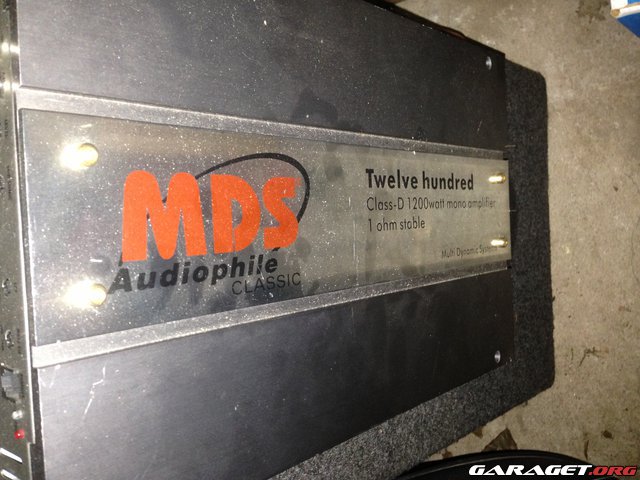 MDS
Audiophile
CLASSIC
Twelve hundred
Class-D 1200watt mono amplifier
1 ohm stable
Multi Dynamic Systems
GARAGET.ORG